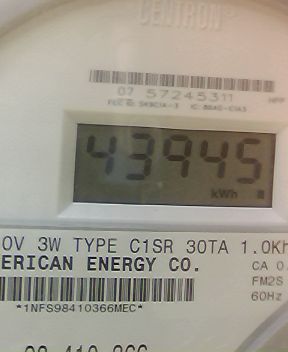 CENTRON
07 57245311
43945
kWh
0V 3W TYPE C1SR 30TA 1.0Kh
ERICAN ENERGY CO.
CA 0.
FM2S
60Hz
*1NFS98410366MEC*